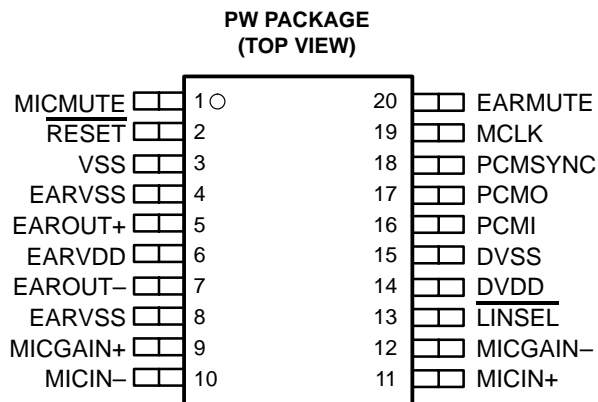 PW PACKAGE
(TOP VIEW)
MICMUTE 1 20 EARMUTE
RESET 2 19 MCLK
VSS 3 18 PCMSYNC
EARVSS 4 17 PCMO
EAROUT+ 5 16 PCMI
EARVDD 6 15 DVSS
EAROUT– 7 14 DVDD
EARVSS 8 13 LINSEL
MICGAIN+ 9 12 MICGAIN–
MICIN– 10 11 MICIN+